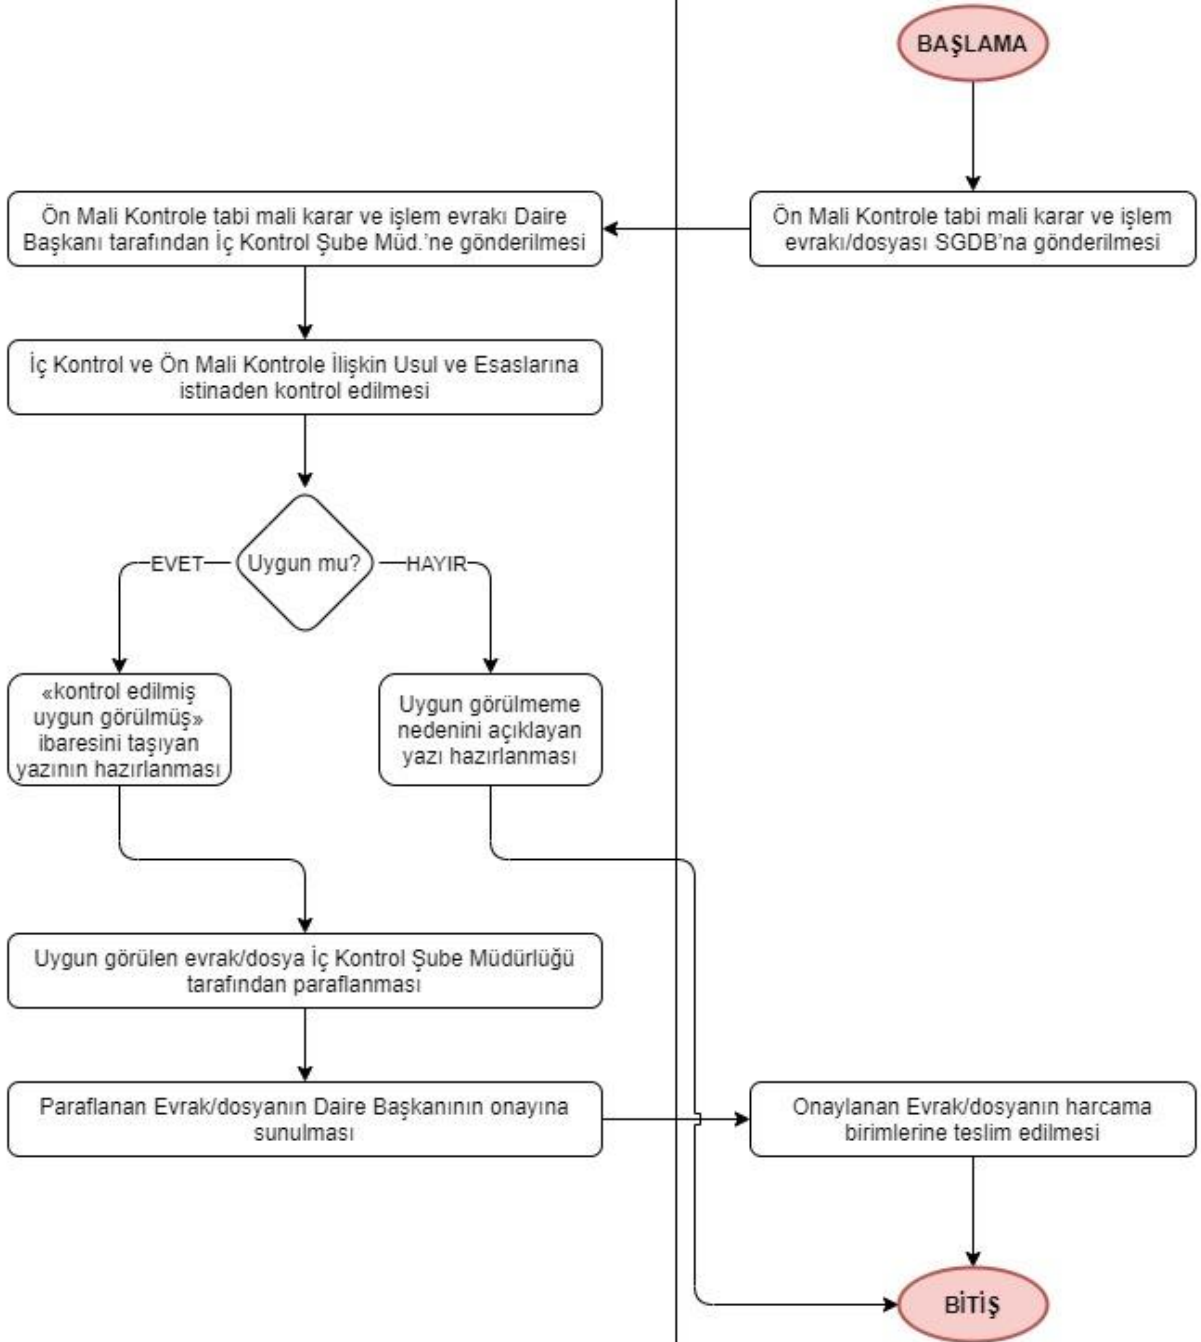 BAŞLAMA
Ön Mali Kontrole tabi mali karar ve işlem
evrakı/dosyası SGDB'na gönderilmesi
Ön Mali Kontrole tabi mali karar ve işlem evrakı Daire
Başkanı tarafından İç Kontrol Şube Müd.'ne gönderilmesi
İç Kontrol ve Ön Mali Kontrole İlişkin Usul ve Esaslarına
istinaden kontrol edilmesi
Uygun mu?
EVET
HAYIR
«kontrol edilmiş
uygun görülmüş»
ibaresini taşıyan
yazının hazırlanması
Uygun görülmeme
nedenini açıklayan
yazı hazırlanması
Uygun görülen evrak/dosya İç Kontrol Şube Müdürlüğü
tarafından paraflanması
Paraflanan Evrak/dosyanın Daire Başkanının onayına
sunulması
Onaylanan Evrak/dosyanın harcama
birimlerine teslim edilmesi
BİTİŞ